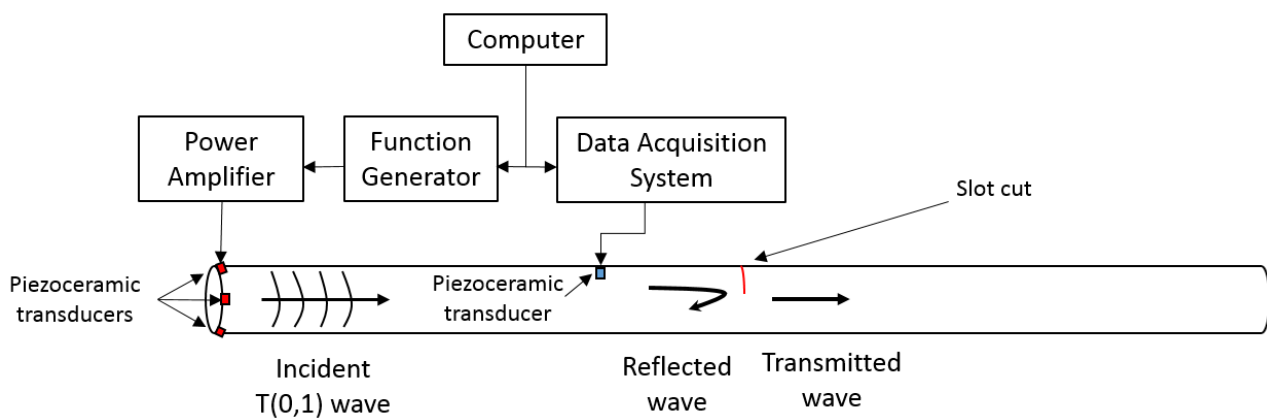 Computer
Power
Amplifier
Function
Generator
Data Acquisition
System
Slot cut
Piezoceramic
transducers
Piezoceramic
transducer
Incident
T(0,1) wave
Reflected
wave
Transmitted
wave